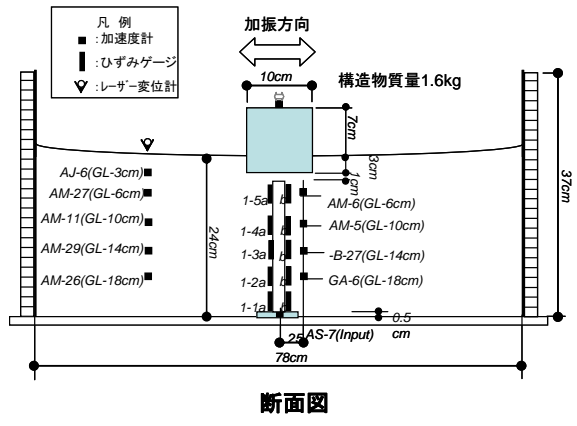 凡 例
:加速度計
:ひずみゲージ
:レーザー変位計
加振方向
10cm
構造物質量1.6kg
7cm
3cm
1cm
37cm
24cm
AJ-6(GL-3cm)
AM-27(GL-6cm)
AM-11(GL-10cm)
AM-29(GL-14cm)
AM-26(GL-18cm)
1-5a b
1-4a b
1-3a b
1-2a b
1-1a b
AM-6(GL-6cm)
AM-5(GL-10cm)
-B-27(GL-14cm)
GA-6(GL-18cm)
0.5
cm
25
AS-7(Input)
78cm
断面図